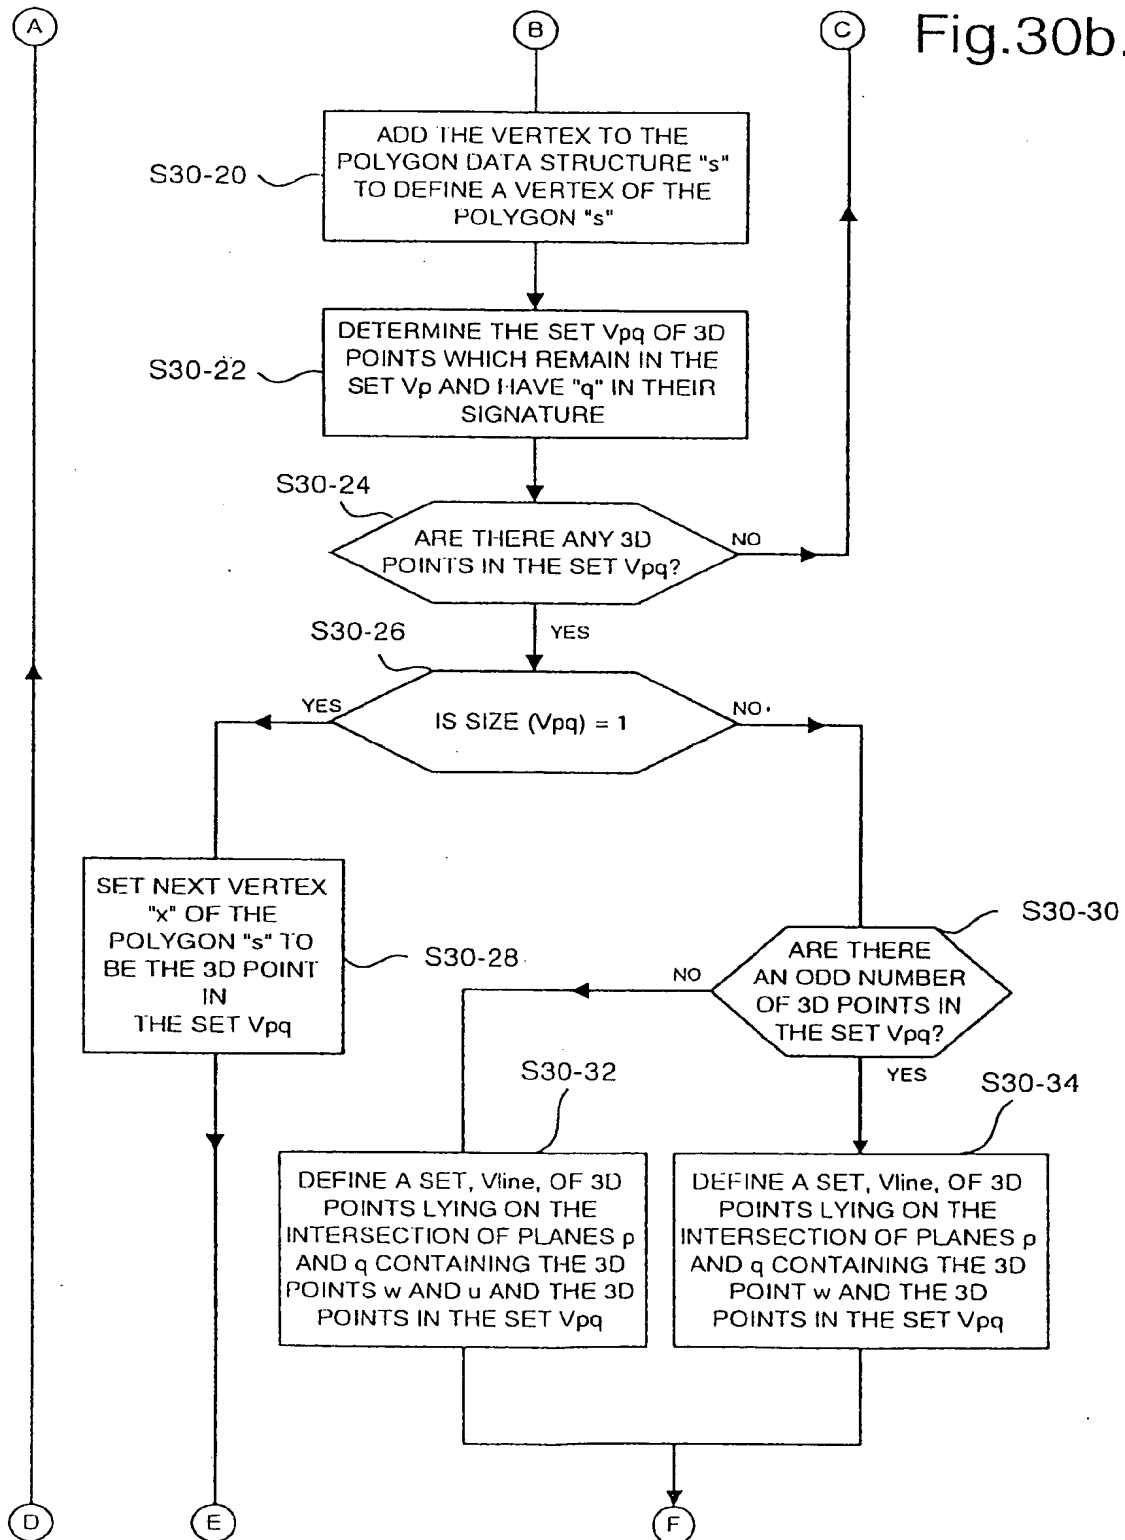 A
B
C
Fig.30b.
S30-20
ADD THE VERTEX TO THE
POLYGON DATA STRUCTURE "s"
TO DEFINE A VERTEX OF THE
POLYGON "s"
S30-22
DETERMINE THE SET Vpq OF 3D
POINTS WHICH REMAIN IN THE
SET Vp AND HAVE "q" IN THEIR
SIGNATURE
S30-24
ARE THERE ANY 3D
POINTS IN THE SET Vpq?
NO
YES
S30-26
IS SIZE (Vpq) = 1
YES
NO
SET NEXT VERTEX
"x" OF THE
POLYGON "s" TO
BE THE 3D POINT
IN
THE SET Vpq
S30-28
S30-30
ARE THERE
AN ODD NUMBER
OF 3D POINTS IN
THE SET Vpq?
NO
YES
S30-32
DEFINE A SET, Vline, OF 3D
POINTS LYING ON THE
INTERSECTION OF PLANES p
AND q CONTAINING THE 3D
POINTS w AND u AND THE 3D
POINTS IN THE SET Vpq
S30-34
DEFINE A SET, Vline, OF 3D
POINTS LYING ON THE
INTERSECTION OF PLANES p
AND q CONTAINING THE 3D
POINT w AND THE 3D
POINTS IN THE SET Vpq
D
E
F